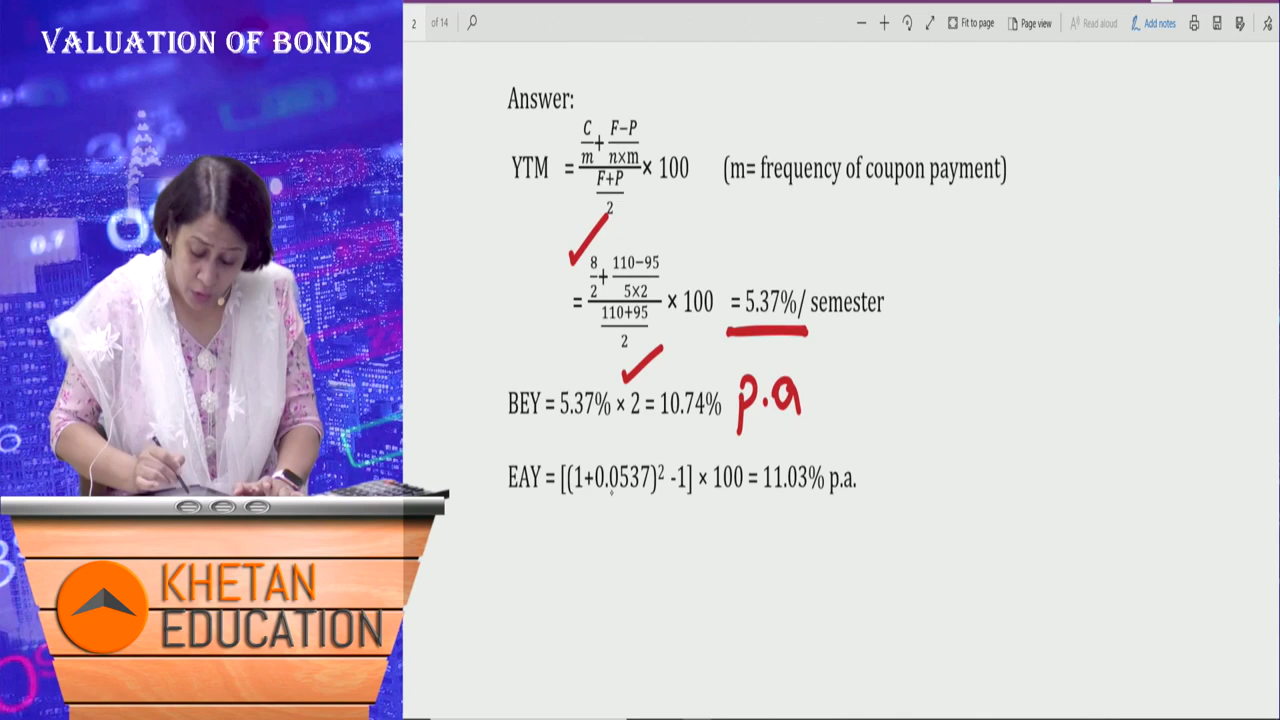 VALUATION OF BONDS
2 of 14
Fit to page
Page view
Read aloud
Add notes
Answer:
YTM = (C/m + (F−P)/(n×m)) / ((F+P)/2) × 100 (m= frequency of coupon payment)
= (8/2 + (110−95)/(5×2)) / ((110+95)/2) × 100 = 5.37%/ semester
BEY = 5.37% × 2 = 10.74% p.a
EAY = [(1+0.0537)² -1] × 100 = 11.03% p.a.
KHETAN
EDUCATION